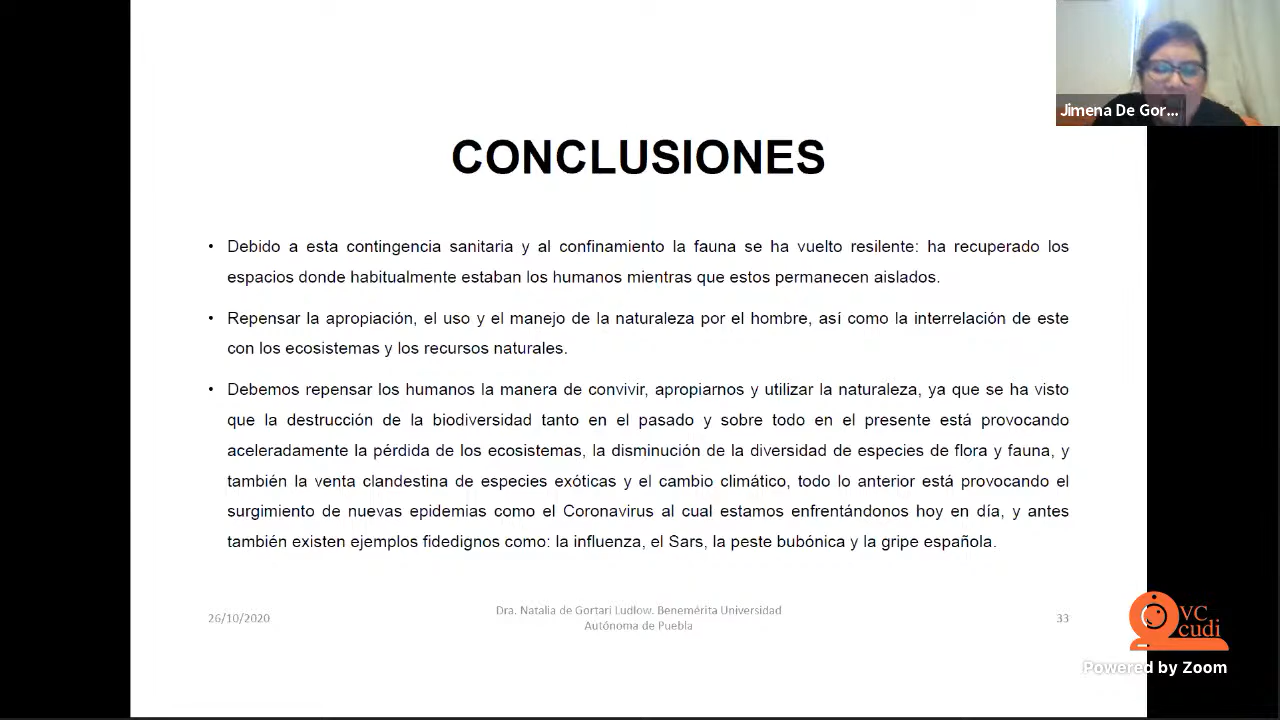 Jimena De Gor...
CONCLUSIONES
• Debido a esta contingencia sanitaria y al confinamiento la fauna se ha vuelto resilente: ha recuperado los
espacios donde habitualmente estaban los humanos mientras que estos permanecen aislados.
• Repensar la apropiación, el uso y el manejo de la naturaleza por el hombre, así como la interrelación de este
con los ecosistemas y los recursos naturales.
• Debemos repensar los humanos la manera de convivir, apropiarnos y utilizar la naturaleza, ya que se ha visto
que la destrucción de la biodiversidad tanto en el pasado y sobre todo en el presente está provocando
aceleradamente la pérdida de los ecosistemas, la disminución de la diversidad de especies de flora y fauna, y
también la venta clandestina de especies exóticas y el cambio climático, todo lo anterior está provocando el
surgimiento de nuevas epidemias como el Coronavirus al cual estamos enfrentándonos hoy en día, y antes
también existen ejemplos fidedignos como: la influenza, el Sars, la peste bubónica y la gripe española.
26/10/2020
Dra. Natalia de Gortari Ludlow. Benemérita Universidad
Autónoma de Puebla
33
VC
cudi
Powered by Zoom